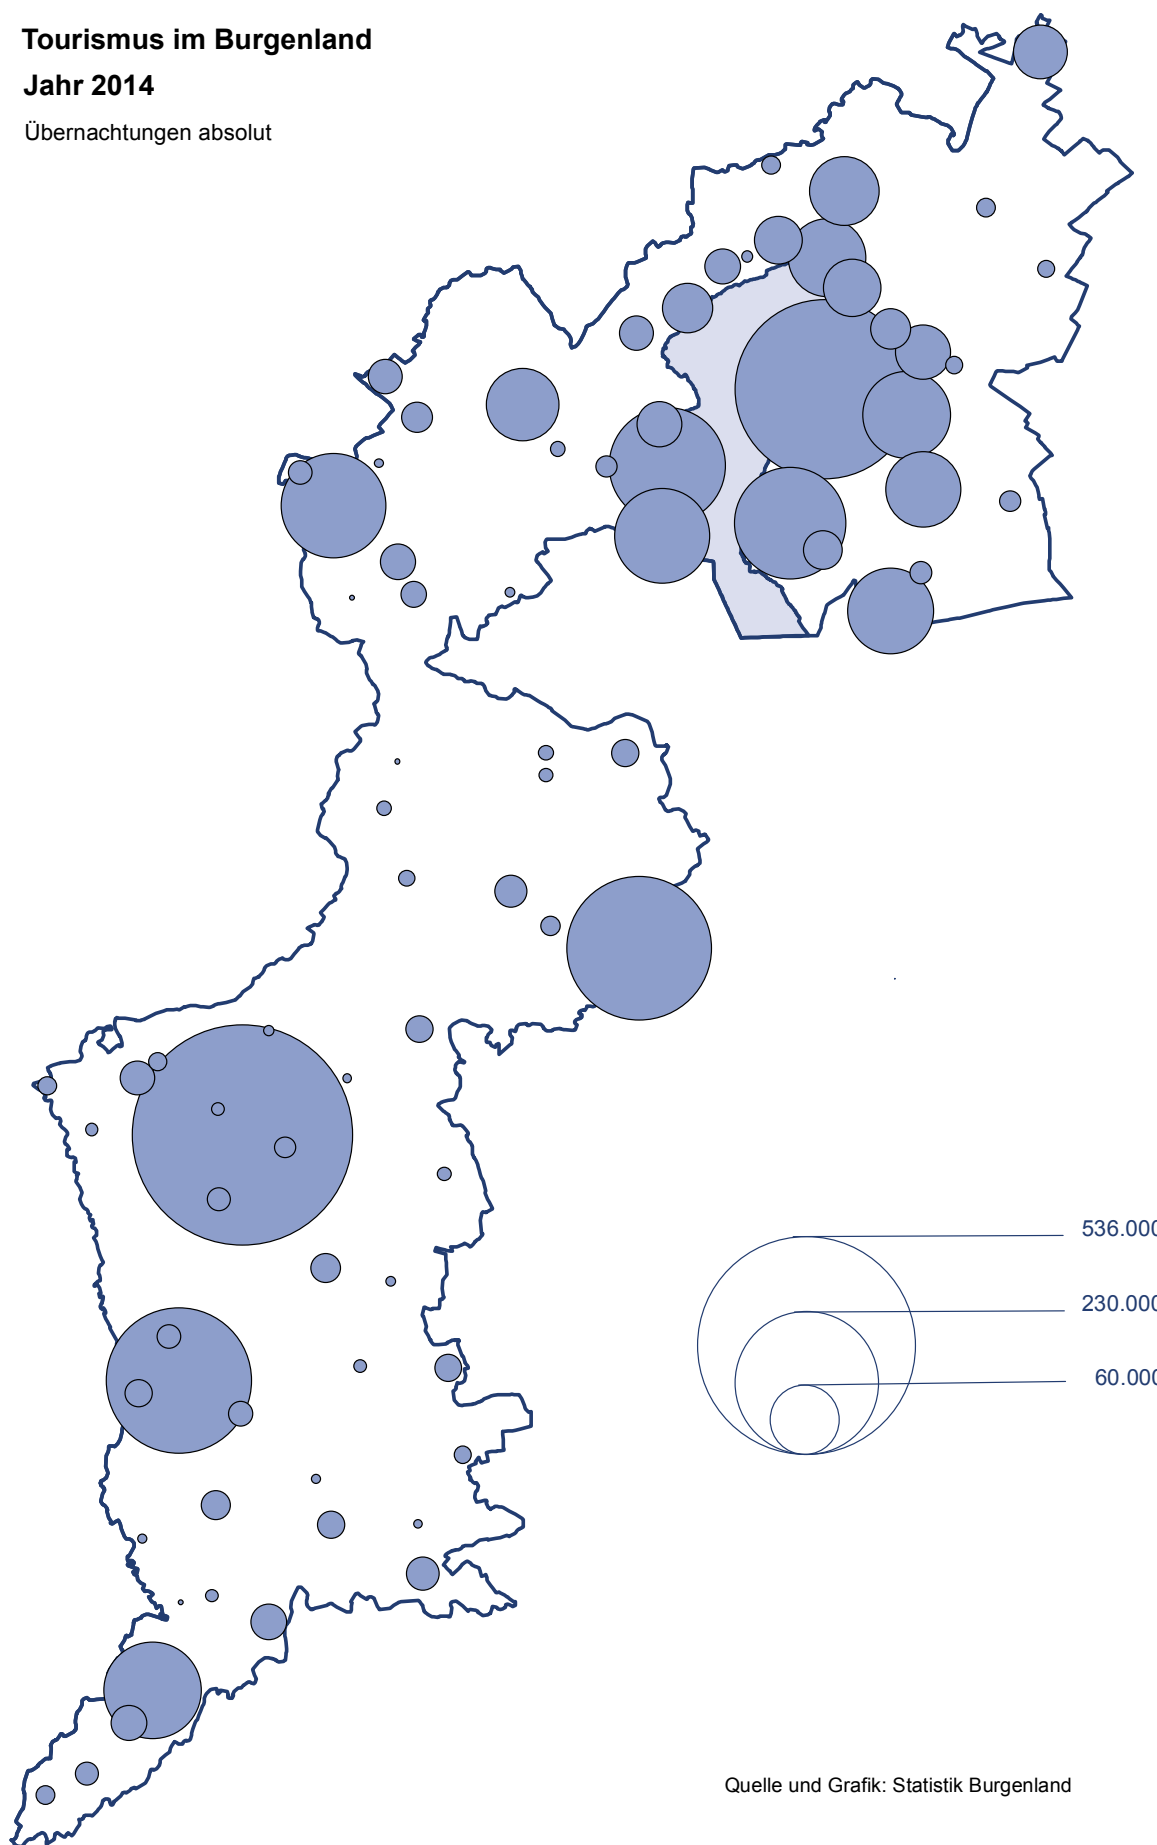 Tourismus im Burgenland
Jahr 2014
Übernachtungen absolut
536.000
230.000
60.000
Quelle und Grafik: Statistik Burgenland